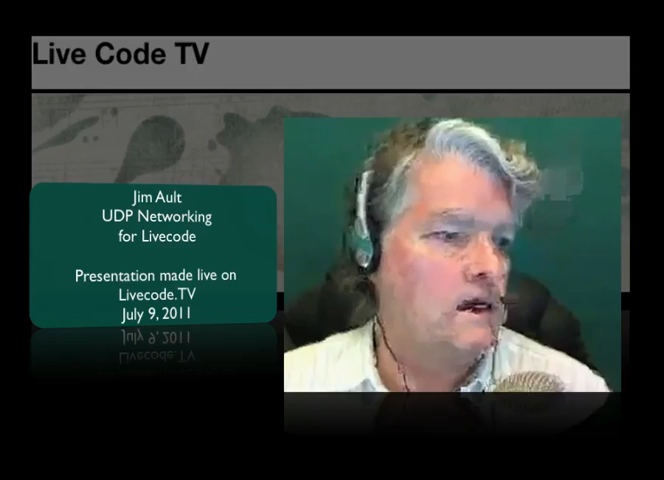 Live Code TV
Jim Ault
UDP Networking
for Livecode
Presentation made live on
Livecode.TV
July 9, 2011